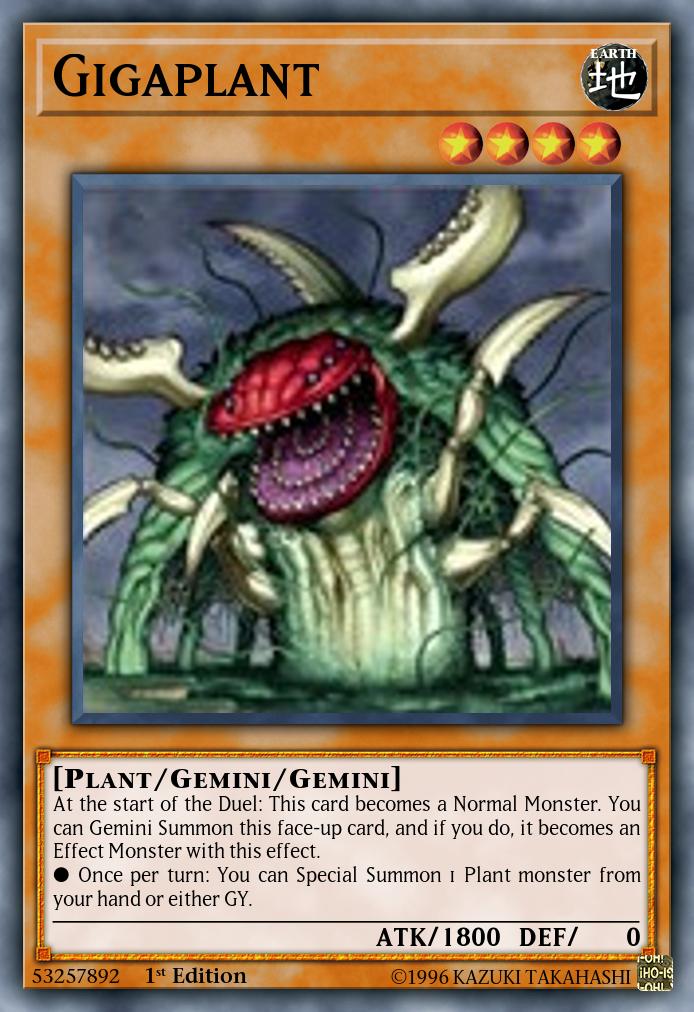 GIGAPLANT
EARTH
地
[PLANT/GEMINI/GEMINI]
At the start of the Duel: This card becomes a Normal Monster. You
can Gemini Summon this face-up card, and if you do, it becomes an
Effect Monster with this effect.
● Once per turn: You can Special Summon 1 Plant monster from
your hand or either GY.
ATK/1800 DEF/ 0
53257892 1st Edition ©1996 KAZUKI TAKAHASHI